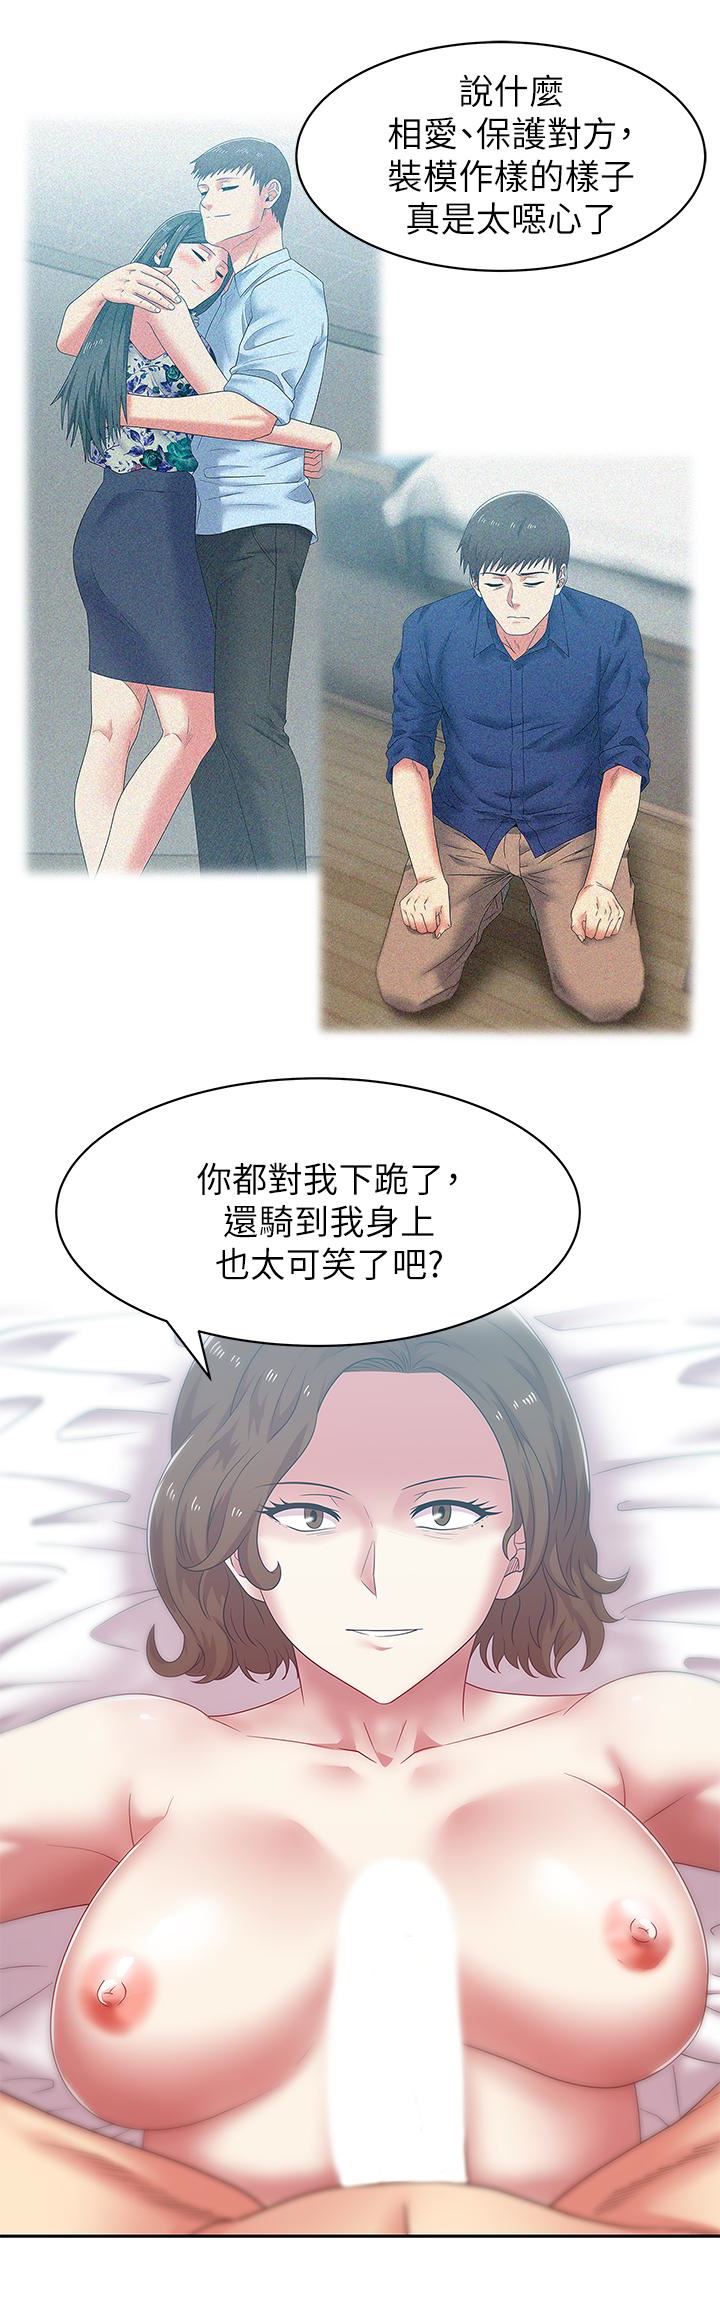 說什麼
相愛、保護對方，
裝模作樣的樣子
真是太噁心了
你都對我下跪了，
還騎到我身上
也太可笑了吧?